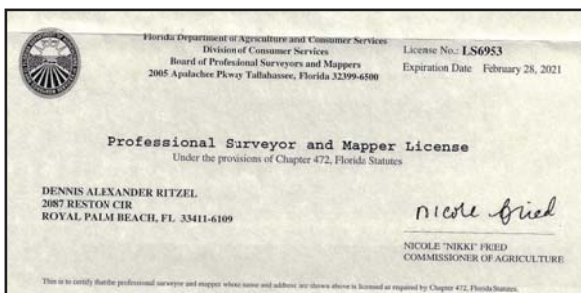 Florida Department of Agriculture and Consumer Services
Division of Consumer Services
Board of Professional Surveyors and Mappers
2005 Apalachee Pkway Tallahassee, Florida 32399-6500
License No.: LS6953
Expiration Date February 28, 2021
Professional Surveyor and Mapper License
Under the provisions of Chapter 472, Florida Statutes
DENNIS ALEXANDER RITZEL
2087 RESTON CIR
ROYAL PALM BEACH, FL 33411-6109
Nicole Fried
NICOLE "NIKKI" FRIED
COMMISSIONER OF AGRICULTURE
This is to certify that the professional surveyor and mapper whose name and address are shown above is licensed as required by Chapter 472, Florida Statutes.